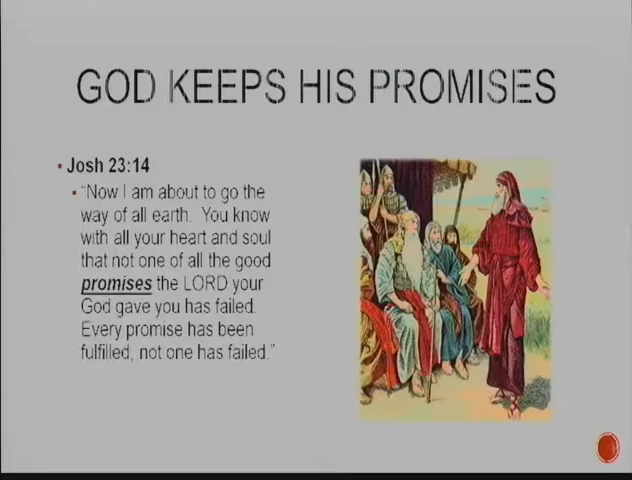 GOD KEEPS HIS PROMISES
▪ Josh 23:14
▪ “Now I am about to go the
way of all earth. You know
with all your heart and soul
that not one of all the good
promises the LORD your
God gave you has failed.
Every promise has been
fulfilled; not one has failed.”